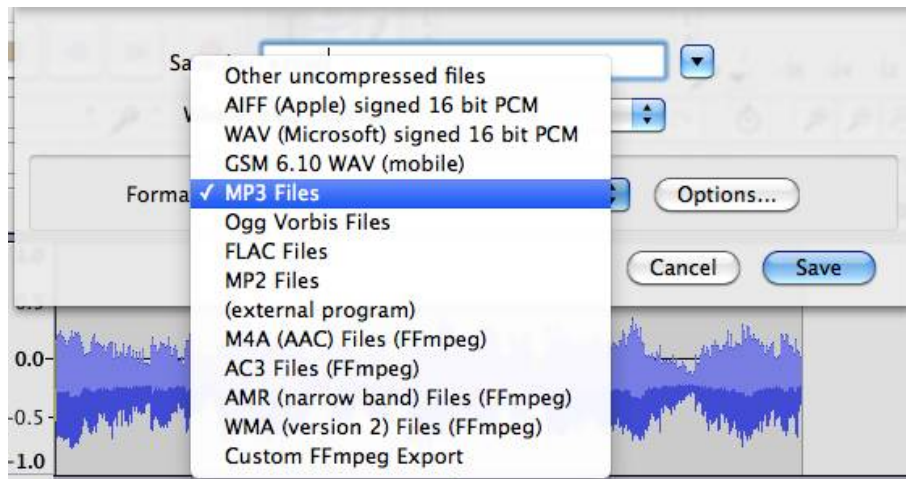 Sa
Other uncompressed files
AIFF (Apple) signed 16 bit PCM
W
WAV (Microsoft) signed 16 bit PCM
GSM 6.10 WAV (mobile)
Forma
✓ MP3 Files
Options...
Ogg Vorbis Files
FLAC Files
Cancel
Save
MP2 Files
(external program)
M4A (AAC) Files (FFmpeg)
0.0
AC3 Files (FFmpeg)
AMR (narrow band) Files (FFmpeg)
-0.5
WMA (version 2) Files (FFmpeg)
Custom FFmpeg Export
-1.0